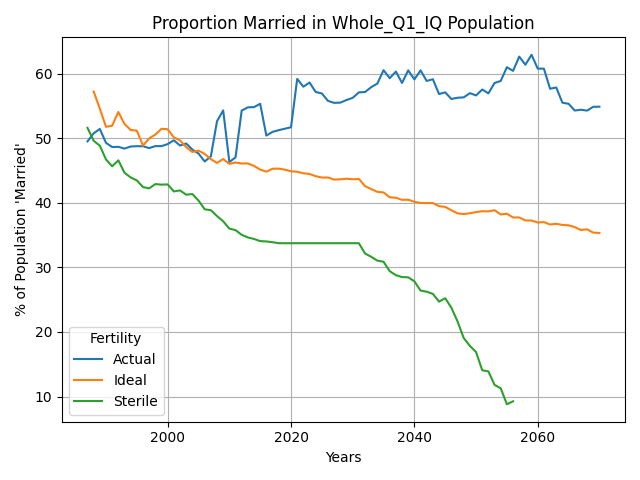 Proportion Married in Whole_Q1_IQ Population
% of Population 'Married'
60
50
40
30
20
10
Fertility
Actual
Ideal
Sterile
2000 2020 2040 2060
Years